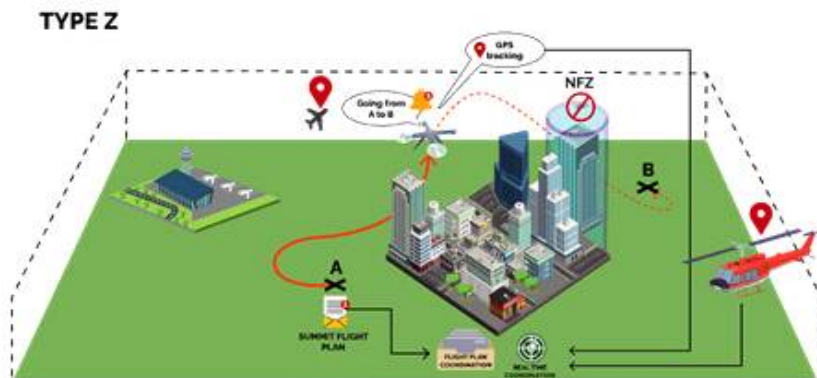 TYPE Z
GPS
tracking
Going from
A to B
NFZ
B
A
SUMMIT FLIGHT
PLAN
FLIGHT PLAN
COORDINATION
REAL TIME
COORDINATION